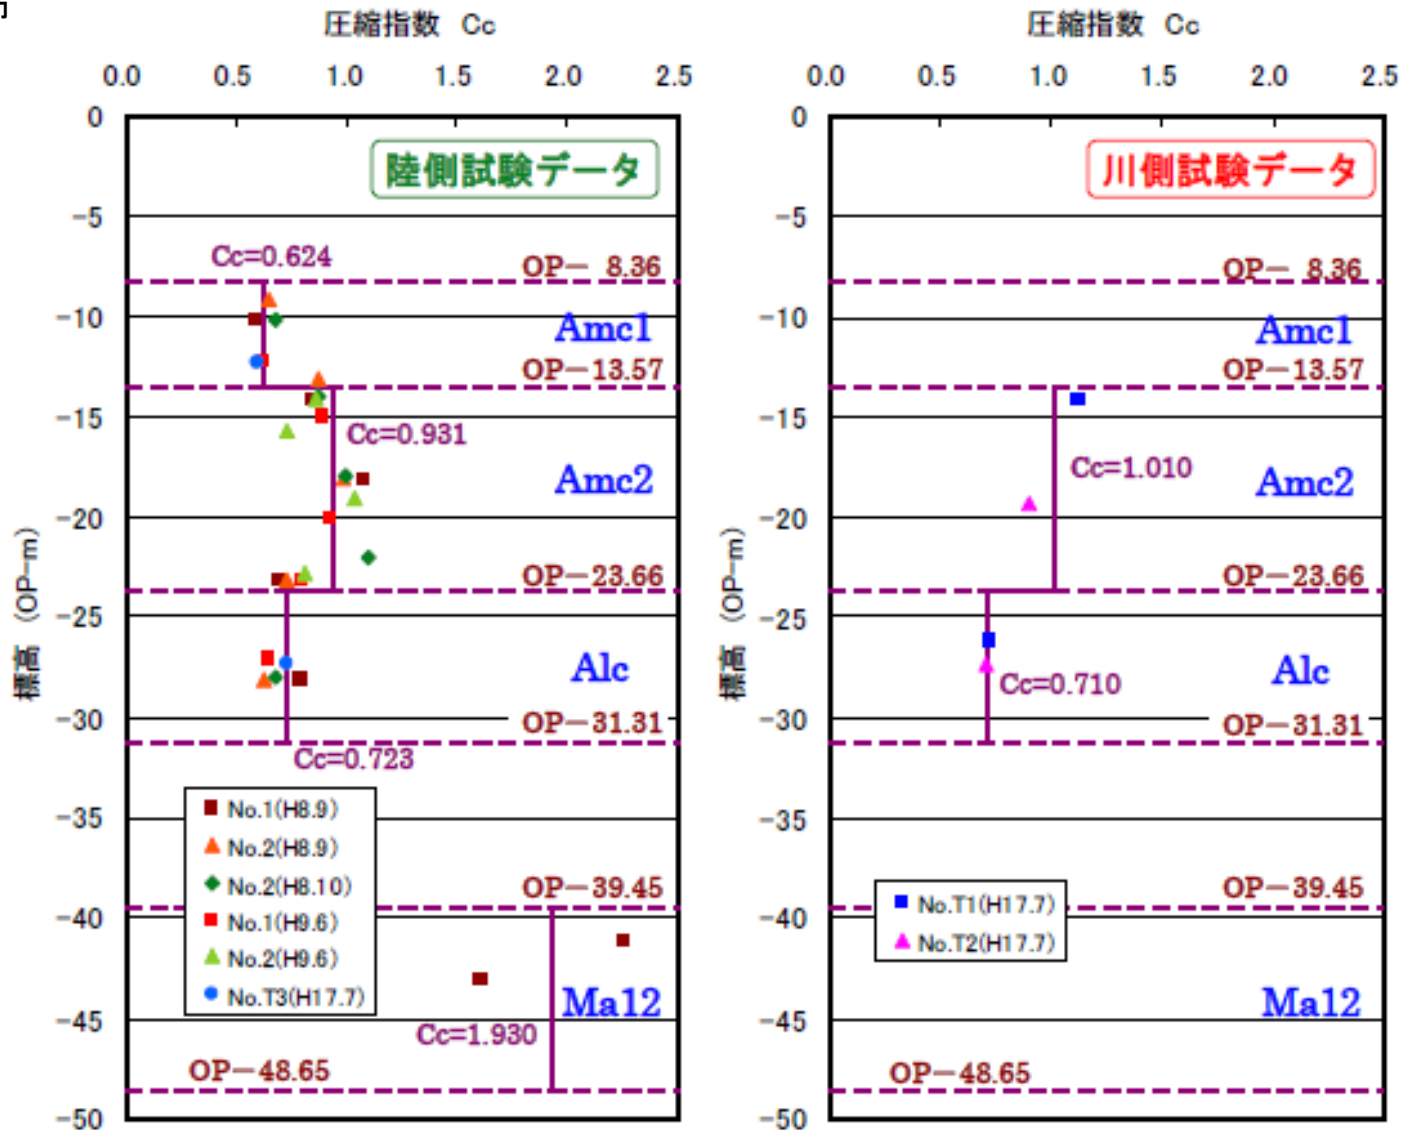 圧縮指数 Cc
0.0 0.5 1.0 1.5 2.0 2.5
標高 (OP-m)
0
-5
-10
-15
-20
-25
-30
-35
-40
-45
-50
陸側試験データ
Cc=0.624
OP- 8.36
Amc1
OP-13.57
Cc=0.931
Amc2
OP-23.66
Alc
OP-31.31
Cc=0.723
No.1(H8.9)
No.2(H8.9)
No.2(H8.10)
No.1(H9.6)
No.2(H9.6)
No.T3(H17.7)
OP-39.45
Ma12
Cc=1.930
OP-48.65
圧縮指数 Cc
0.0 0.5 1.0 1.5 2.0 2.5
標高 (OP-m)
0
-5
-10
-15
-20
-25
-30
-35
-40
-45
-50
川側試験データ
OP- 8.36
Amc1
OP-13.57
Cc=1.010
Amc2
OP-23.66
Alc
Cc=0.710
OP-31.31
OP-39.45
No.T1(H17.7)
No.T2(H17.7)
Ma12
OP-48.65